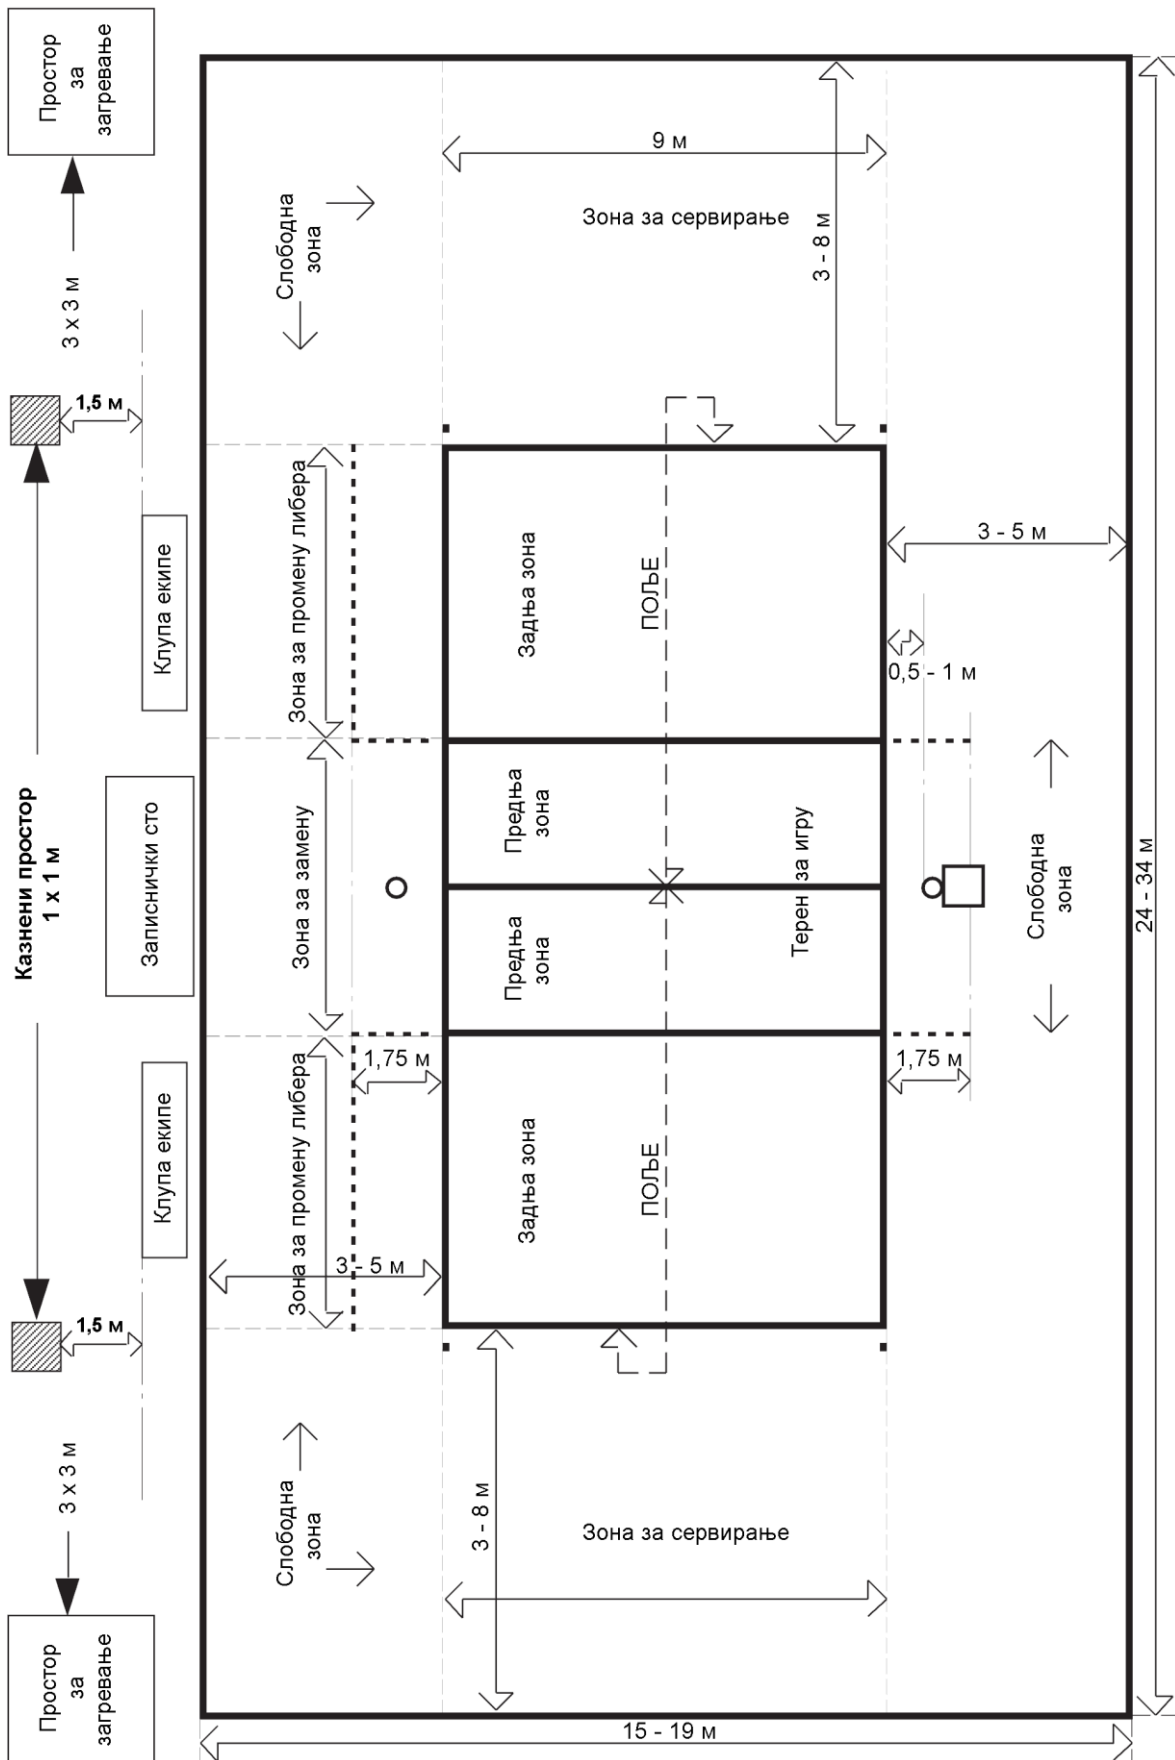 Простор
за
загревање
3 x 3 м
1,5 м
Казнени простор
1 x 1 м
1,5 м
3 x 3 м
Простор
за
загревање
Клупа екипе
Записнички сто
Клупа екипе
Слободна
зона
Зона за промену либера
Зона за замену
Зона за промену либера
Слободна
зона
9 м
Зона за сервирање
3 - 8 м
Задња зона
ПОЉЕ
3 - 5 м
0,5 - 1 м
Предња
зона
Терен за игру
Предња
зона
Слободна
зона
24 - 34 м
1,75 м
1,75 м
Задња зона
ПОЉЕ
3 - 5 м
3 - 8 м
Зона за сервирање
15 - 19 м